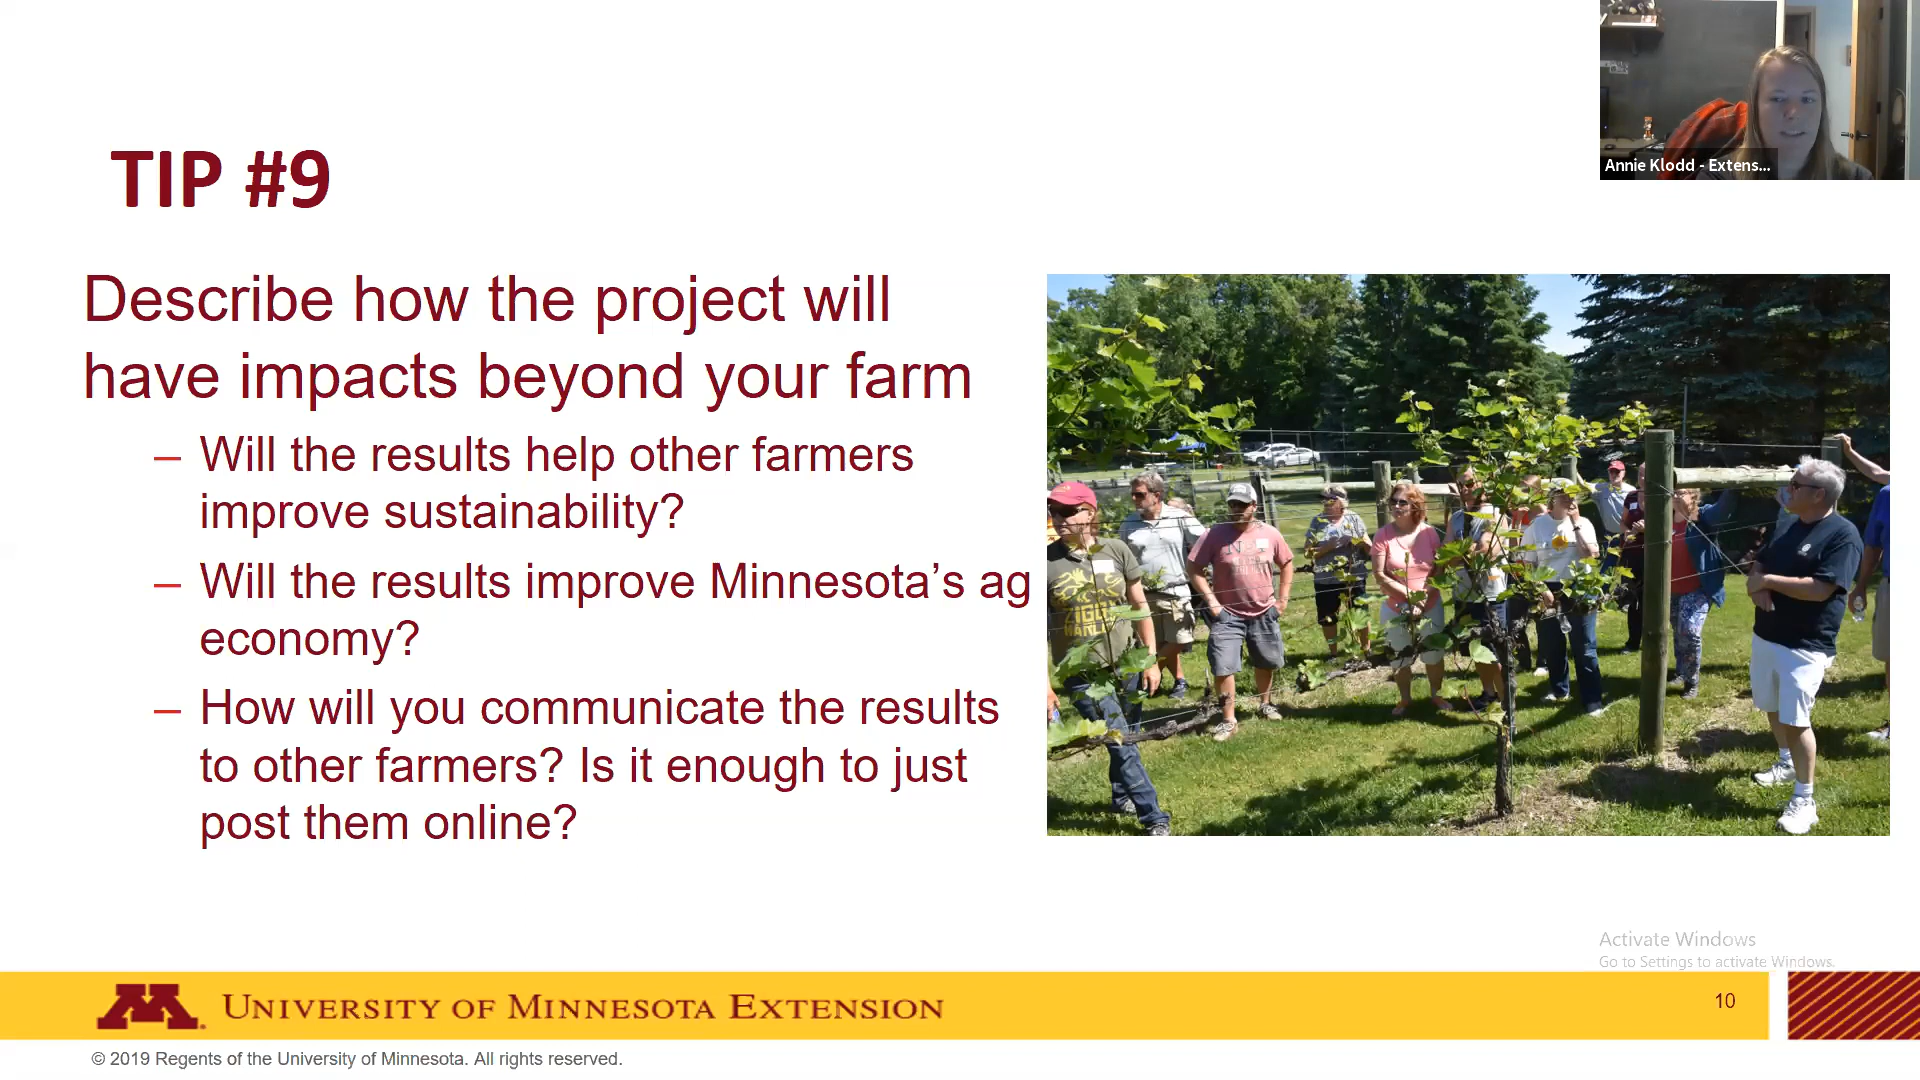 Annie Klodd - Extens...
TIP #9
Describe how the project will
have impacts beyond your farm
– Will the results help other farmers
improve sustainability?
– Will the results improve Minnesota’s ag
economy?
– How will you communicate the results
to other farmers? Is it enough to just
post them online?
Activate Windows
Go to Settings to activate Windows.
M
UNIVERSITY OF MINNESOTA EXTENSION
10
© 2019 Regents of the University of Minnesota. All rights reserved.